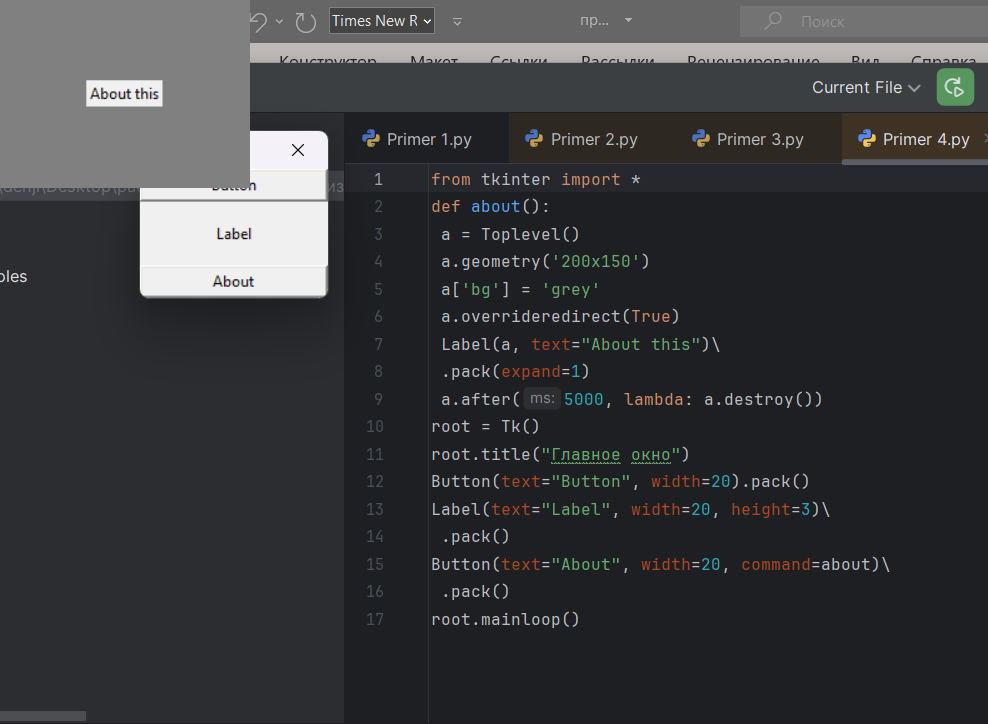 Times New R
пр...
Поиск
Конструктор Макет Ссылки Рассылки Рецензирование Вид Справка
About this
Current File
Primer 1.py Primer 2.py Primer 3.py Primer 4.py
Button
Label
About
1 from tkinter import *
2 def about():
3 a = Toplevel()
4 a.geometry('200x150')
5 a['bg'] = 'grey'
6 a.overrideredirect(True)
7 Label(a, text="About this")\
8 .pack(expand=1)
9 a.after( ms: 5000, lambda: a.destroy())
10 root = Tk()
11 root.title("Главное окно")
12 Button(text="Button", width=20).pack()
13 Label(text="Label", width=20, height=3)\
14 .pack()
15 Button(text="About", width=20, command=about)\
16 .pack()
17 root.mainloop()